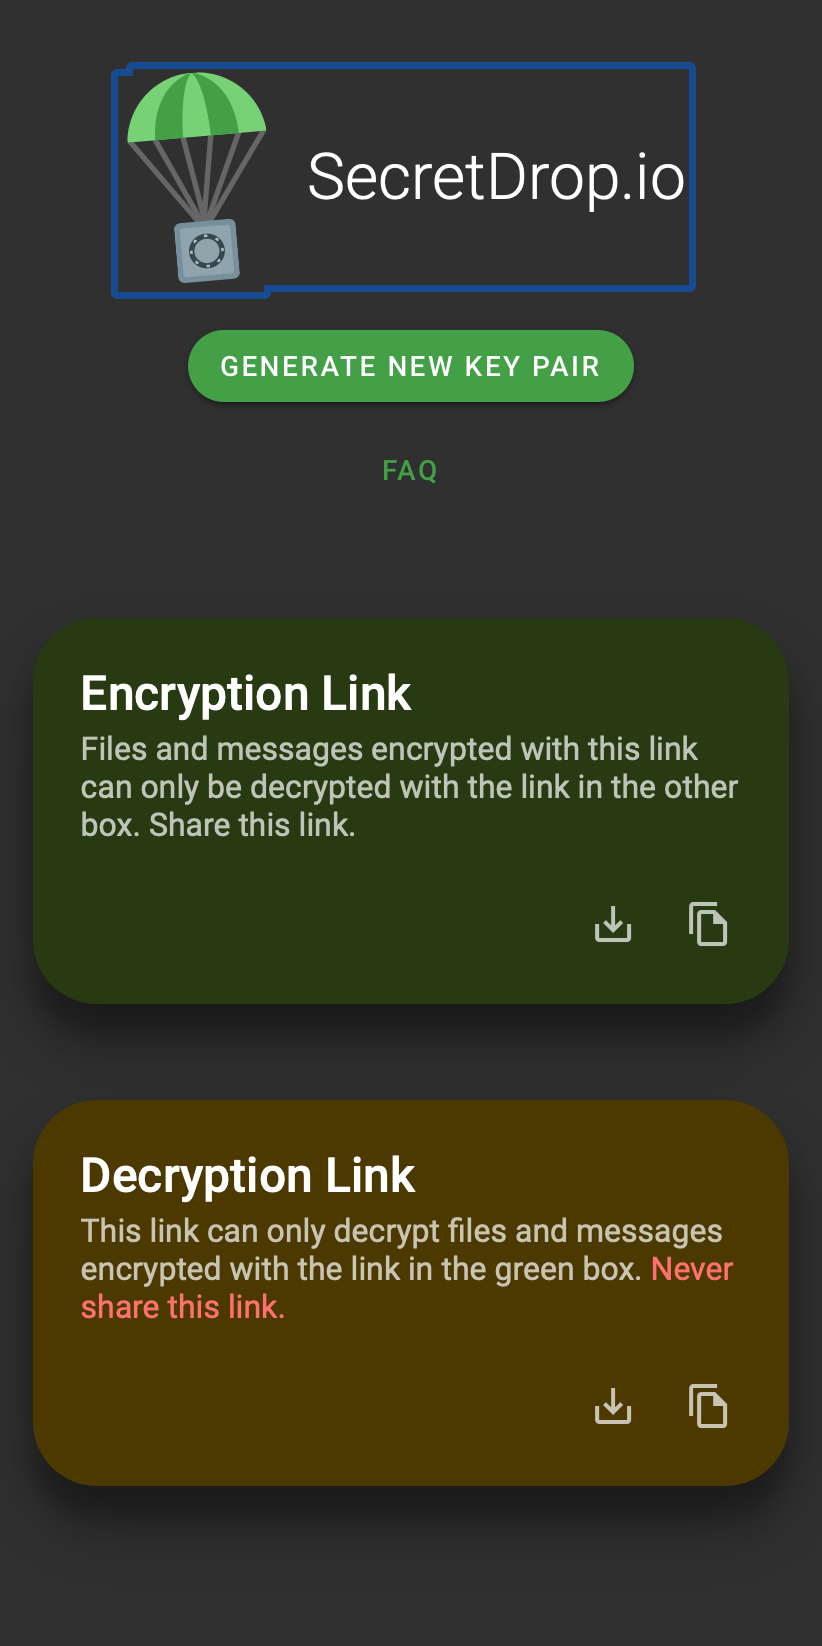 SecretDrop.io
GENERATE NEW KEY PAIR
FAQ
Encryption Link
Files and messages encrypted with this link
can only be decrypted with the link in the other
box. Share this link.
Decryption Link
This link can only decrypt files and messages
encrypted with the link in the green box. Never
share this link.